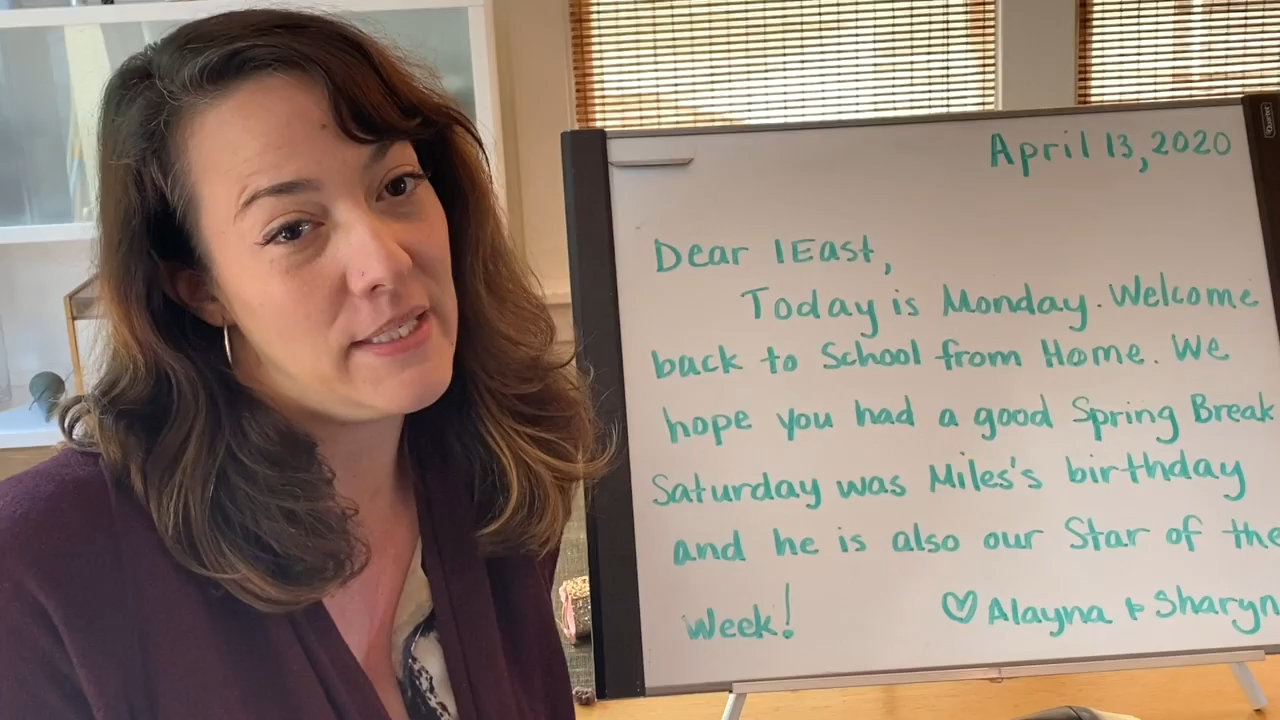 April 13, 2020
Dear 1East,
Today is Monday. Welcome
back to School from Home. We
hope you had a good Spring Break
Saturday was Miles's birthday
and he is also our Star of the
week!
♡ Alayna & Sharyn
Quartet